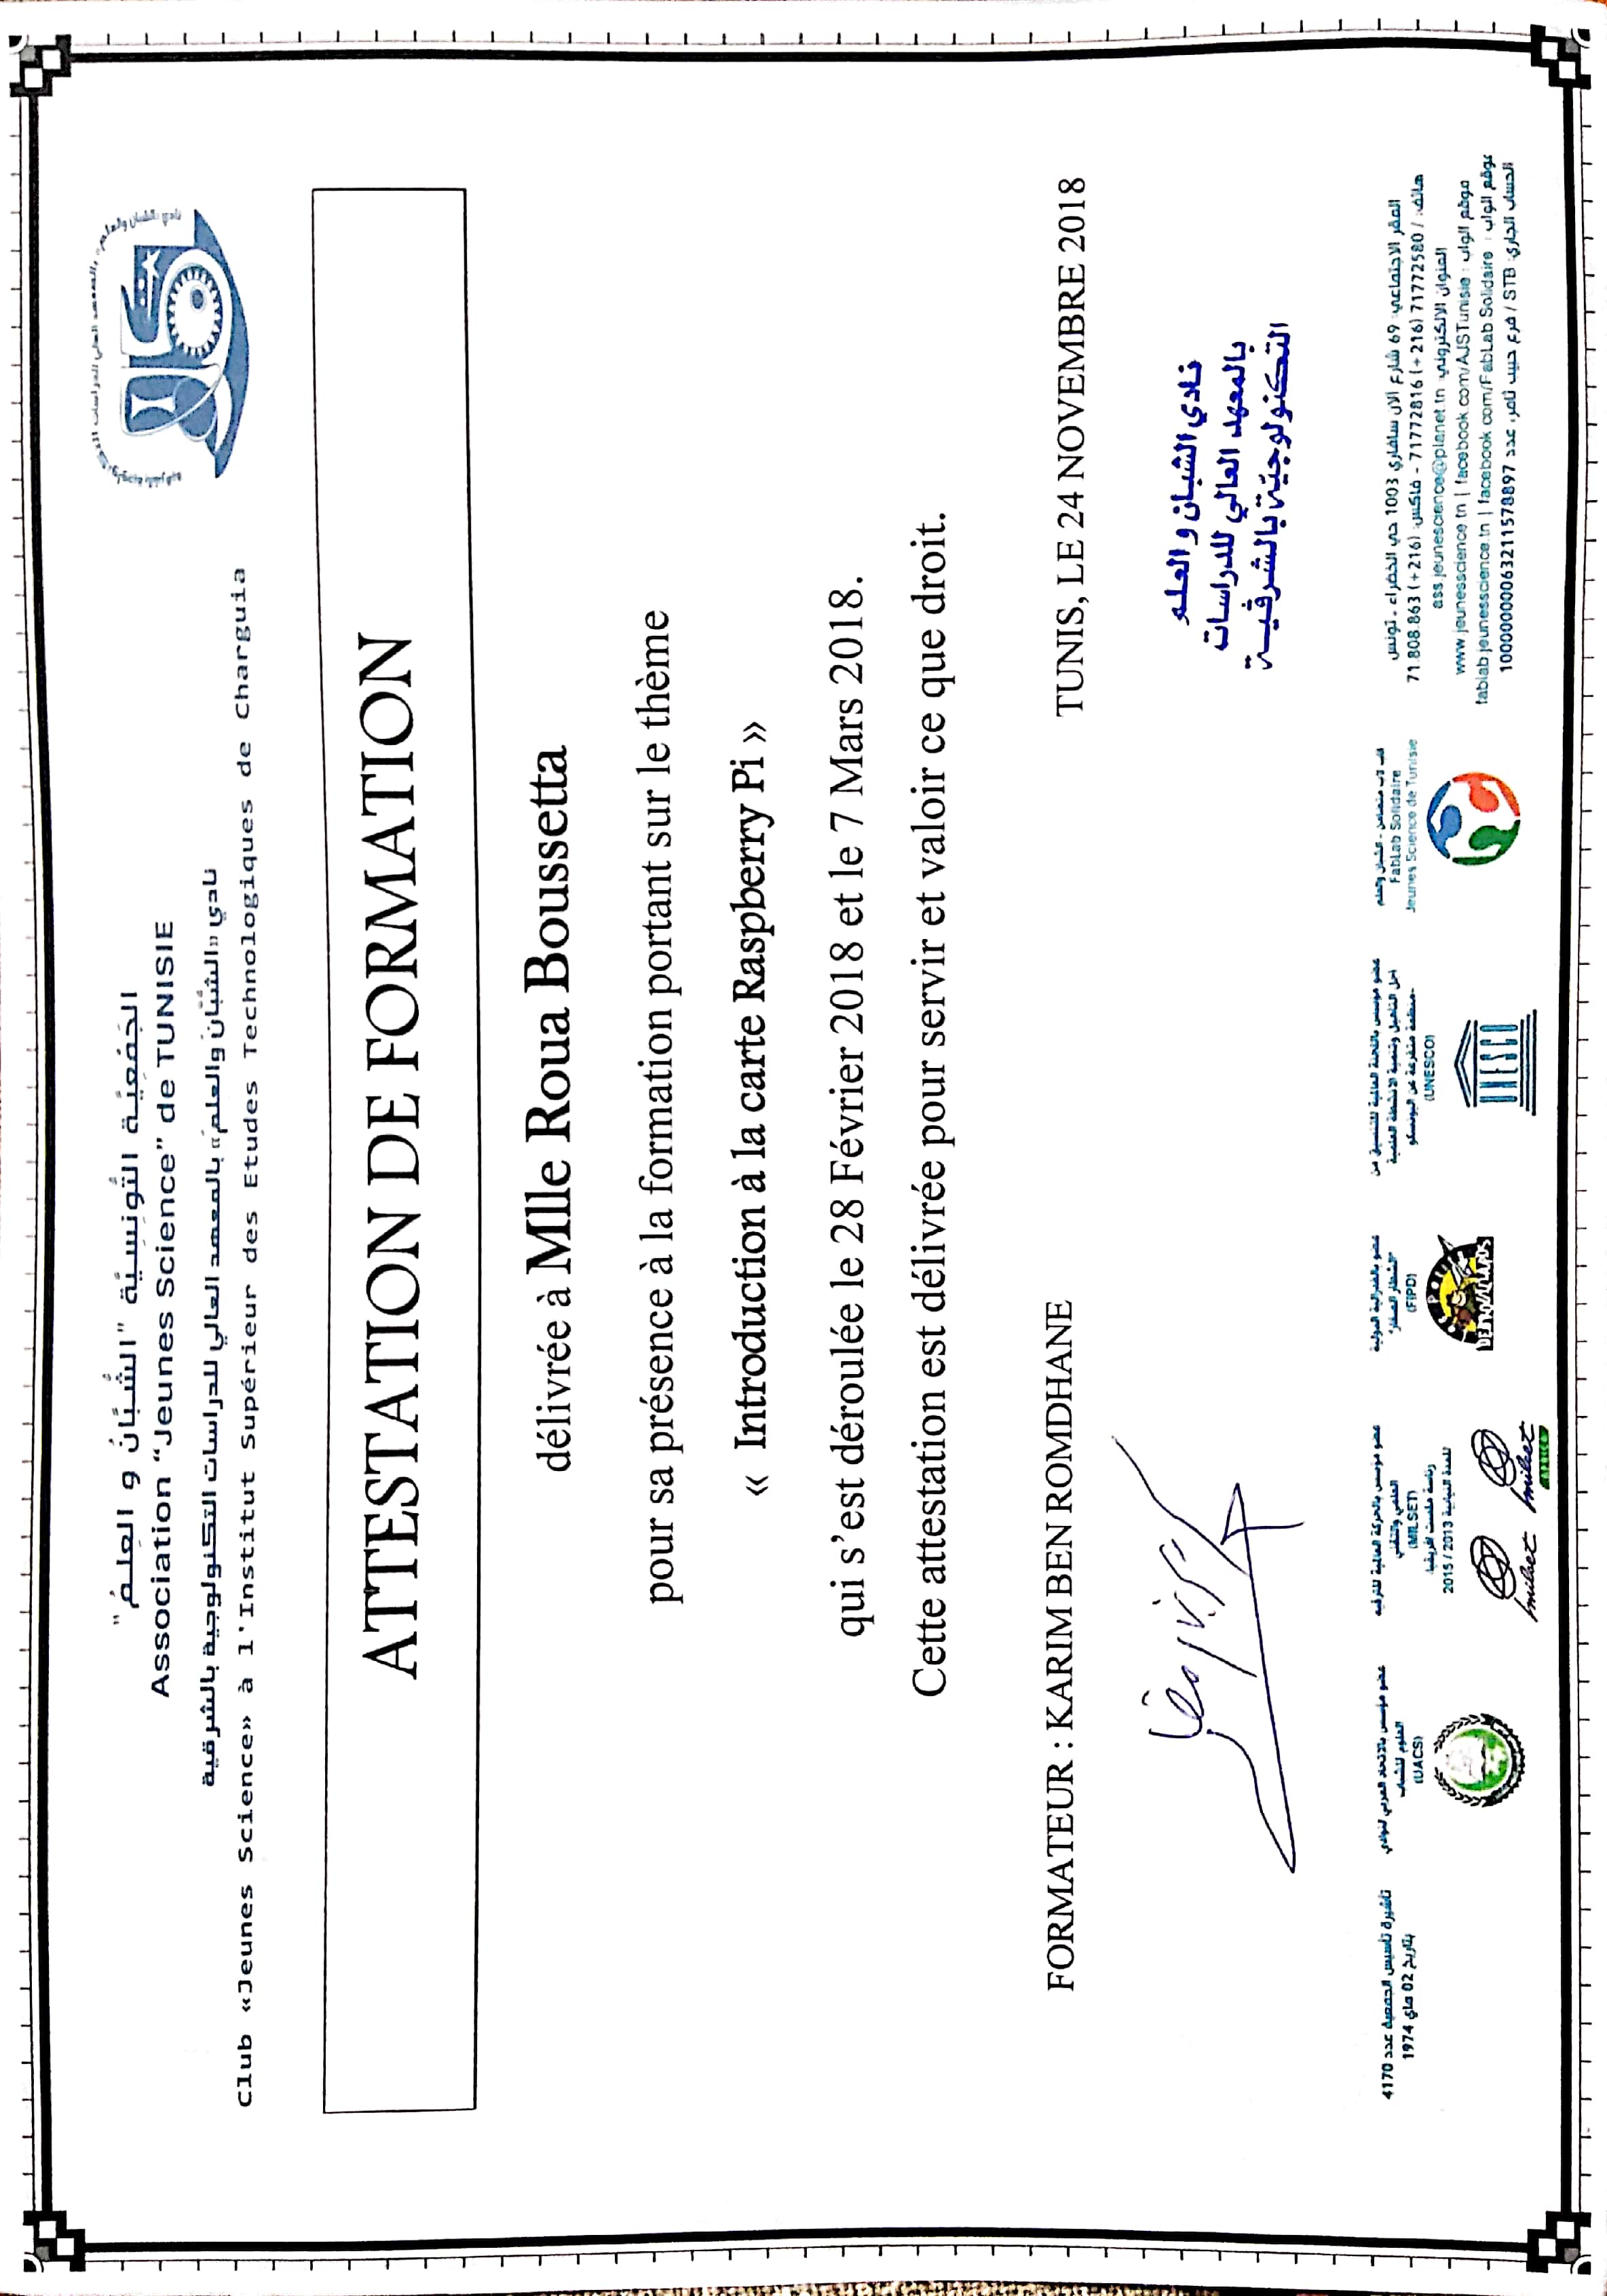 الجَمْعِيَّة التُّونِسِيَّة "الشُّبَّانُ و العِلمُ"
Association “Jeunes Science” de TUNISIE
نادي «الشبّان والعلم» بالمعهد العالي للدراسات التكنولوجية بالشرقية
Club «Jeunes Science» à l'Institut Supérieur des Etudes Technologiques de Charguia
ATTESTATION DE FORMATION
délivrée à Mlle Roua Boussetta
pour sa présence à la formation portant sur le thème
« Introduction à la carte Raspberry Pi »
qui s’est déroulée le 28 Février 2018 et le 7 Mars 2018.
Cette attestation est délivrée pour servir et valoir ce que droit.
FORMATEUR : KARIM BEN ROMDHANE
TUNIS, LE 24 NOVEMBRE 2018
نادي الشبان و العلم
بالمعهد العالي للدراسات
التكنولوجيّة بالشرڤية
تأشيرة تأسيس الجمعية عدد 4170
بتاريخ 02 ماي 1974
عضو مؤسس بالاتحاد العربي لنوادي
العلوم للشباب
(UACS)
عضو مؤسس بالحركة العالمية للترفيه
العلمي والتقني
(MILSET)
رئاسة ملست افريقيا
للمدة النيابية 2013 / 2015
milset milset
AFRICA
عضو بالفدرالية الدولية
"الشطار الصغار"
(FIPD)
DEBROUILLARDS
عضو مؤسس باللجنة العالمية للتنسيق من
أجل التأهيل وتنمية الأنشطة العلمية
-منظمة متفرعة عن اليونسكو
(UNESCO)
UNESCO
فاب لاب متضامن - الشبان والعلم
FabLab Solidaire
Jeunes Science de Tunisie
المقر الاجتماعي: 69 شارع آلان سافاري 1003 حي الخضراء ـ تونس
هاتف: / 71772580 (216+) 71772816 - فاكس: (216+) 71.808.863
العنوان الالكتروني: ass.jeunescience@planet.tn
موقع الواب : www.jeunesscience.tn | facebook.com/AJSTunisie
موقع الواب : fablab.jeunesscience.tn | facebook.com/FabLab Solidaire
الحساب الجاري: STB / فرع حبيب ثامر، عدد 10000000063211578897